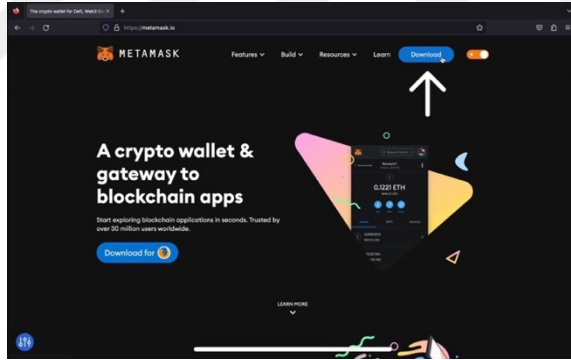 The crypto wallet for Defi, Web3
https://metamask.io
METAMASK
Features
Build
Resources
Learn
Download
A crypto wallet &
gateway to
blockchain apps
Start exploring blockchain applications in seconds. Trusted by
over 30 million users worldwide.
Download for
0.1221 ETH
LEARN MORE